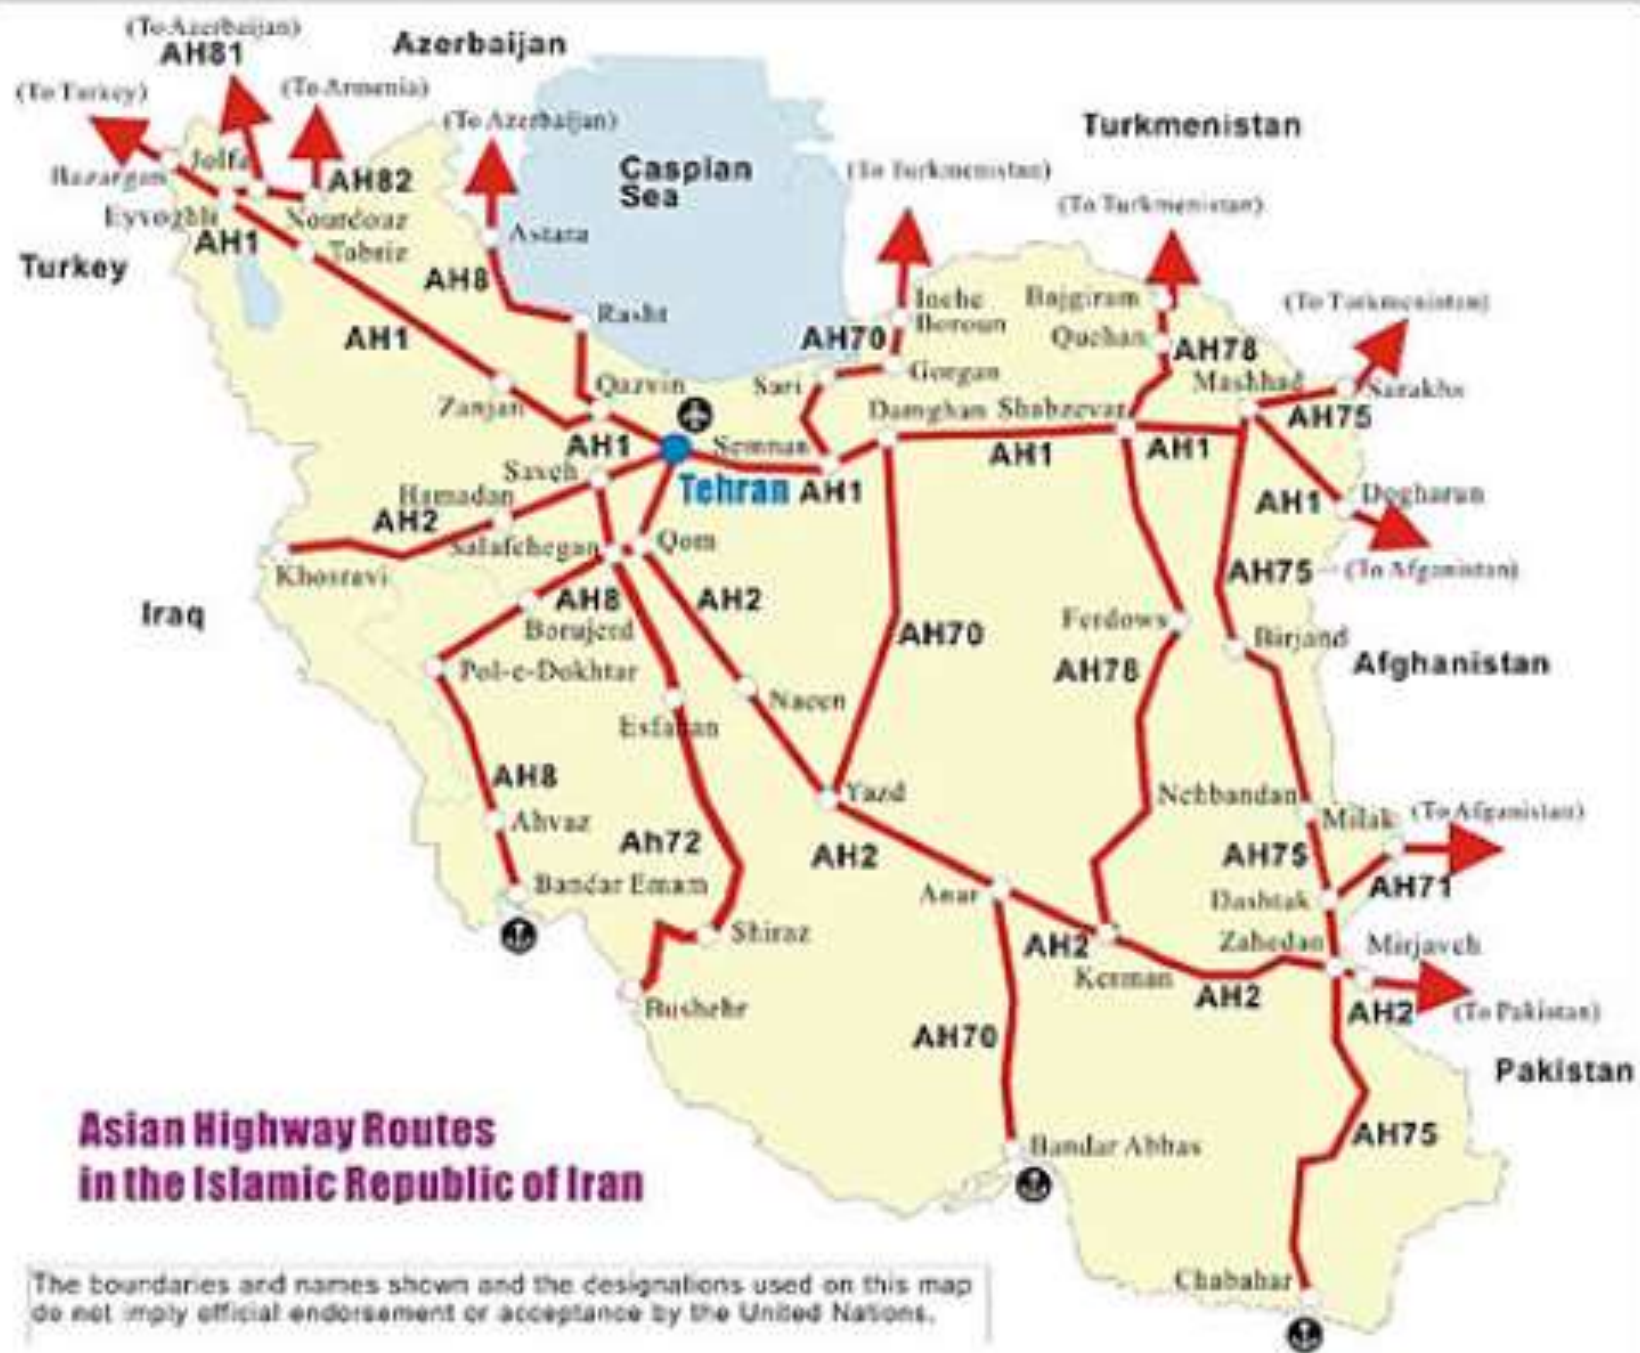 (To Azerbaijan)
AH81
Azerbaijan
(To Turkey)
(To Armenia)
(To Azerbaijan)
Turkmenistan
Caspian
Sea
(To Turkmenistan)
Jolfa
Bazargan
AH82
(To Turkmenistan)
Eyvoghli
Nourdouz
AH1
Tabriz
Astara
Turkey
AH8
Inche
Boroun
Bajgiram
(To Turkmenistan)
Rasht
AH1
AH70
Quchan
AH78
Gorgan
Sari
Qazvin
Mashhad
Sarakhs
Zanjan
Damghan
Shabzevar
AH75
AH1
Semnan
AH1
AH1
Saveh
Tehran
AH1
Hamadan
AH2
AH1
Dogharun
Salafchegan
Qom
Khosravi
AH75
(To Afganistan)
Iraq
AH8
AH2
Borujerd
AH70
Ferdows
Birjand
Pol-e-Dokhtar
AH78
Afghanistan
Naeen
Esfahan
AH8
Yazd
Nehbandan
Milak
(To Afganistan)
Ahvaz
Ah72
AH2
AH75
Bandar Emam
Anar
AH71
Dashtak
Shiraz
AH2
Zahedan
Mirjaveh
Kerman
AH2
Bushehr
AH2
(To Pakistan)
AH70
Pakistan
Asian Highway Routes
in the Islamic Republic of Iran
AH75
Bandar Abbas
Chabahar
The boundaries and names shown and the designations used on this map
do not imply official endorsement or acceptance by the United Nations.